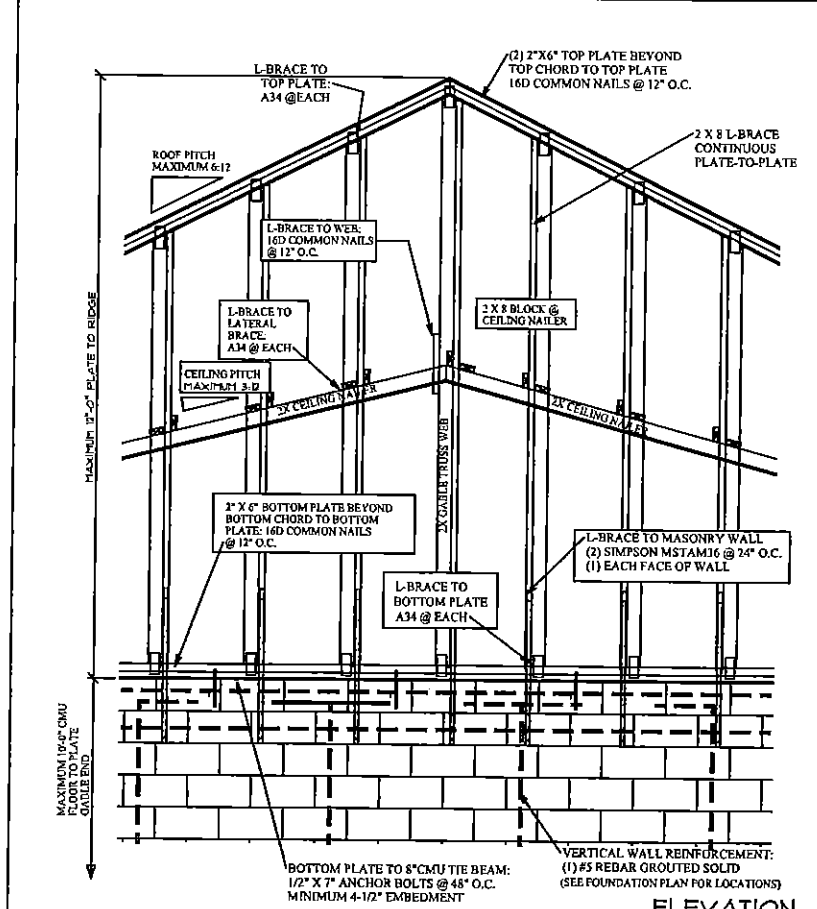 L-BRACE TO
TOP PLATE:
A34 @EACH
(2) 2"X6" TOP PLATE BEYOND
TOP CHORD TO TOP PLATE
16D COMMON NAILS @ 12" O.C.
2 X 8 L-BRACE
CONTINUOUS
PLATE-TO-PLATE
ROOF PITCH
MAXIMUM 6:12
L-BRACE TO WEB:
16D COMMON NAILS
@ 12" O.C.
L-BRACE TO
LATERAL
BRACE:
A34 @ EACH
2 X 8 BLOCK @
CEILING NAILER
CEILING PITCH
MAXIMUM 3:12
2X CEILING NAILER
2X CEILING NAILER
MAXIMUM 12'-0" PLATE TO RIDGE
2X GABLE TRUSS WEB
2" X 6" BOTTOM PLATE BEYOND
BOTTOM CHORD TO BOTTOM
PLATE: 16D COMMON NAILS
@ 12" O.C.
L-BRACE TO MASONRY WALL
(2) SIMPSON MSTAM36 @ 24" O.C.
(1) EACH FACE OF WALL
L-BRACE TO
BOTTOM PLATE
A34 @ EACH
MAXIMUM 10'-0" CMU
FLOOR TO PLATE
GABLE END
BOTTOM PLATE TO 8"CMU TIE BEAM:
1/2" X 7" ANCHOR BOLTS @ 48" O.C.
MINIMUM 4-1/2" EMBEDMENT
VERTICAL WALL REINFORCEMENT:
(1) #5 REBAR GROUTED SOLID
(SEE FOUNDATION PLAN FOR LOCATIONS)
ELEVATION